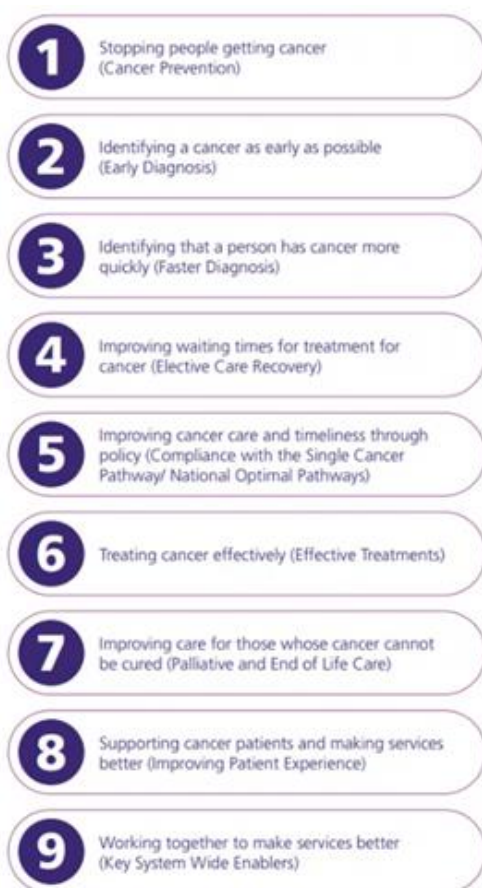 1
Stopping people getting cancer
(Cancer Prevention)
2
Identifying a cancer as early as possible
(Early Diagnosis)
3
Identifying that a person has cancer more
quickly (Faster Diagnosis)
4
Improving waiting times for treatment for
cancer (Elective Care Recovery)
5
Improving cancer care and timeliness through
policy (Compliance with the Single Cancer
Pathway/ National Optimal Pathways)
6
Treating cancer effectively (Effective Treatments)
7
Improving care for those whose cancer cannot
be cured (Palliative and End of Life Care)
8
Supporting cancer patients and making services
better (Improving Patient Experience)
9
Working together to make services better
(Key System Wide Enablers)